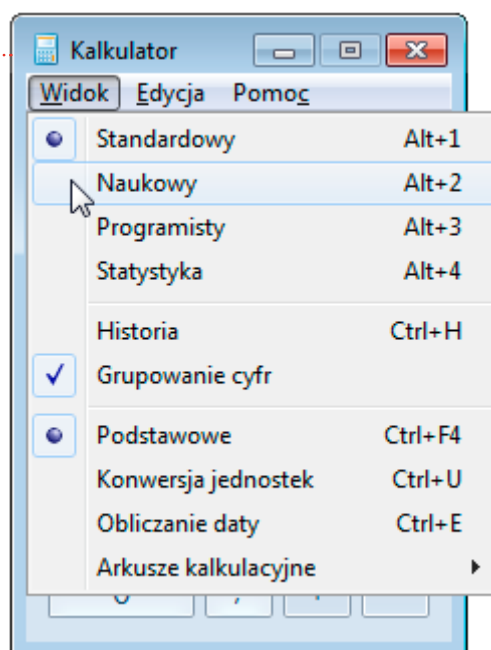 Kalkulator
Widok Edycja Pomoc
Standardowy Alt+1
Naukowy Alt+2
Programisty Alt+3
Statystyka Alt+4
Historia Ctrl+H
Grupowanie cyfr
Podstawowe Ctrl+F4
Konwersja jednostek Ctrl+U
Obliczanie daty Ctrl+E
Arkusze kalkulacyjne